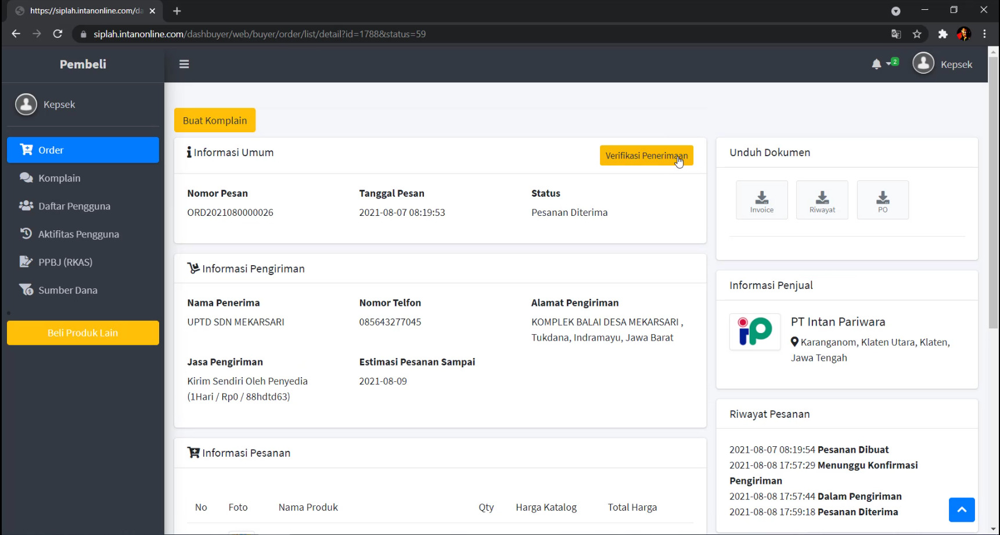 https://siplah.intanonline.com/da
siplah.intanonline.com/dashbuyer/web/buyer/order/list/detail?id=1788&status=59
Pembeli
2
Kepsek
Kepsek
Order
Komplain
Daftar Pengguna
Aktifitas Pengguna
PPBJ (RKAS)
Sumber Dana
Beli Produk Lain
Buat Komplain
Informasi Umum
Verifikasi Penerimaan
Nomor Pesan
Tanggal Pesan
Status
ORD2021080000026
2021-08-07 08:19:53
Pesanan Diterima
Informasi Pengiriman
Nama Penerima
Nomor Telfon
Alamat Pengiriman
UPTD SDN MEKARSARI
085643277045
KOMPLEK BALAI DESA MEKARSARI ,
Tukdana, Indramayu, Jawa Barat
Jasa Pengiriman
Estimasi Pesanan Sampai
Kirim Sendiri Oleh Penyedia
2021-08-09
(1Hari / Rp0 / 88hdtd63)
Informasi Pesanan
No Foto Nama Produk Qty Harga Katalog Total Harga
Unduh Dokumen
Invoice
Riwayat
PO
Informasi Penjual
ip
PT Intan Pariwara
Karanganom, Klaten Utara, Klaten,
Jawa Tengah
Riwayat Pesanan
2021-08-07 08:19:54 Pesanan Dibuat
2021-08-08 17:57:29 Menunggu Konfirmasi
Pengiriman
2021-08-08 17:57:44 Dalam Pengiriman
2021-08-08 17:59:18 Pesanan Diterima